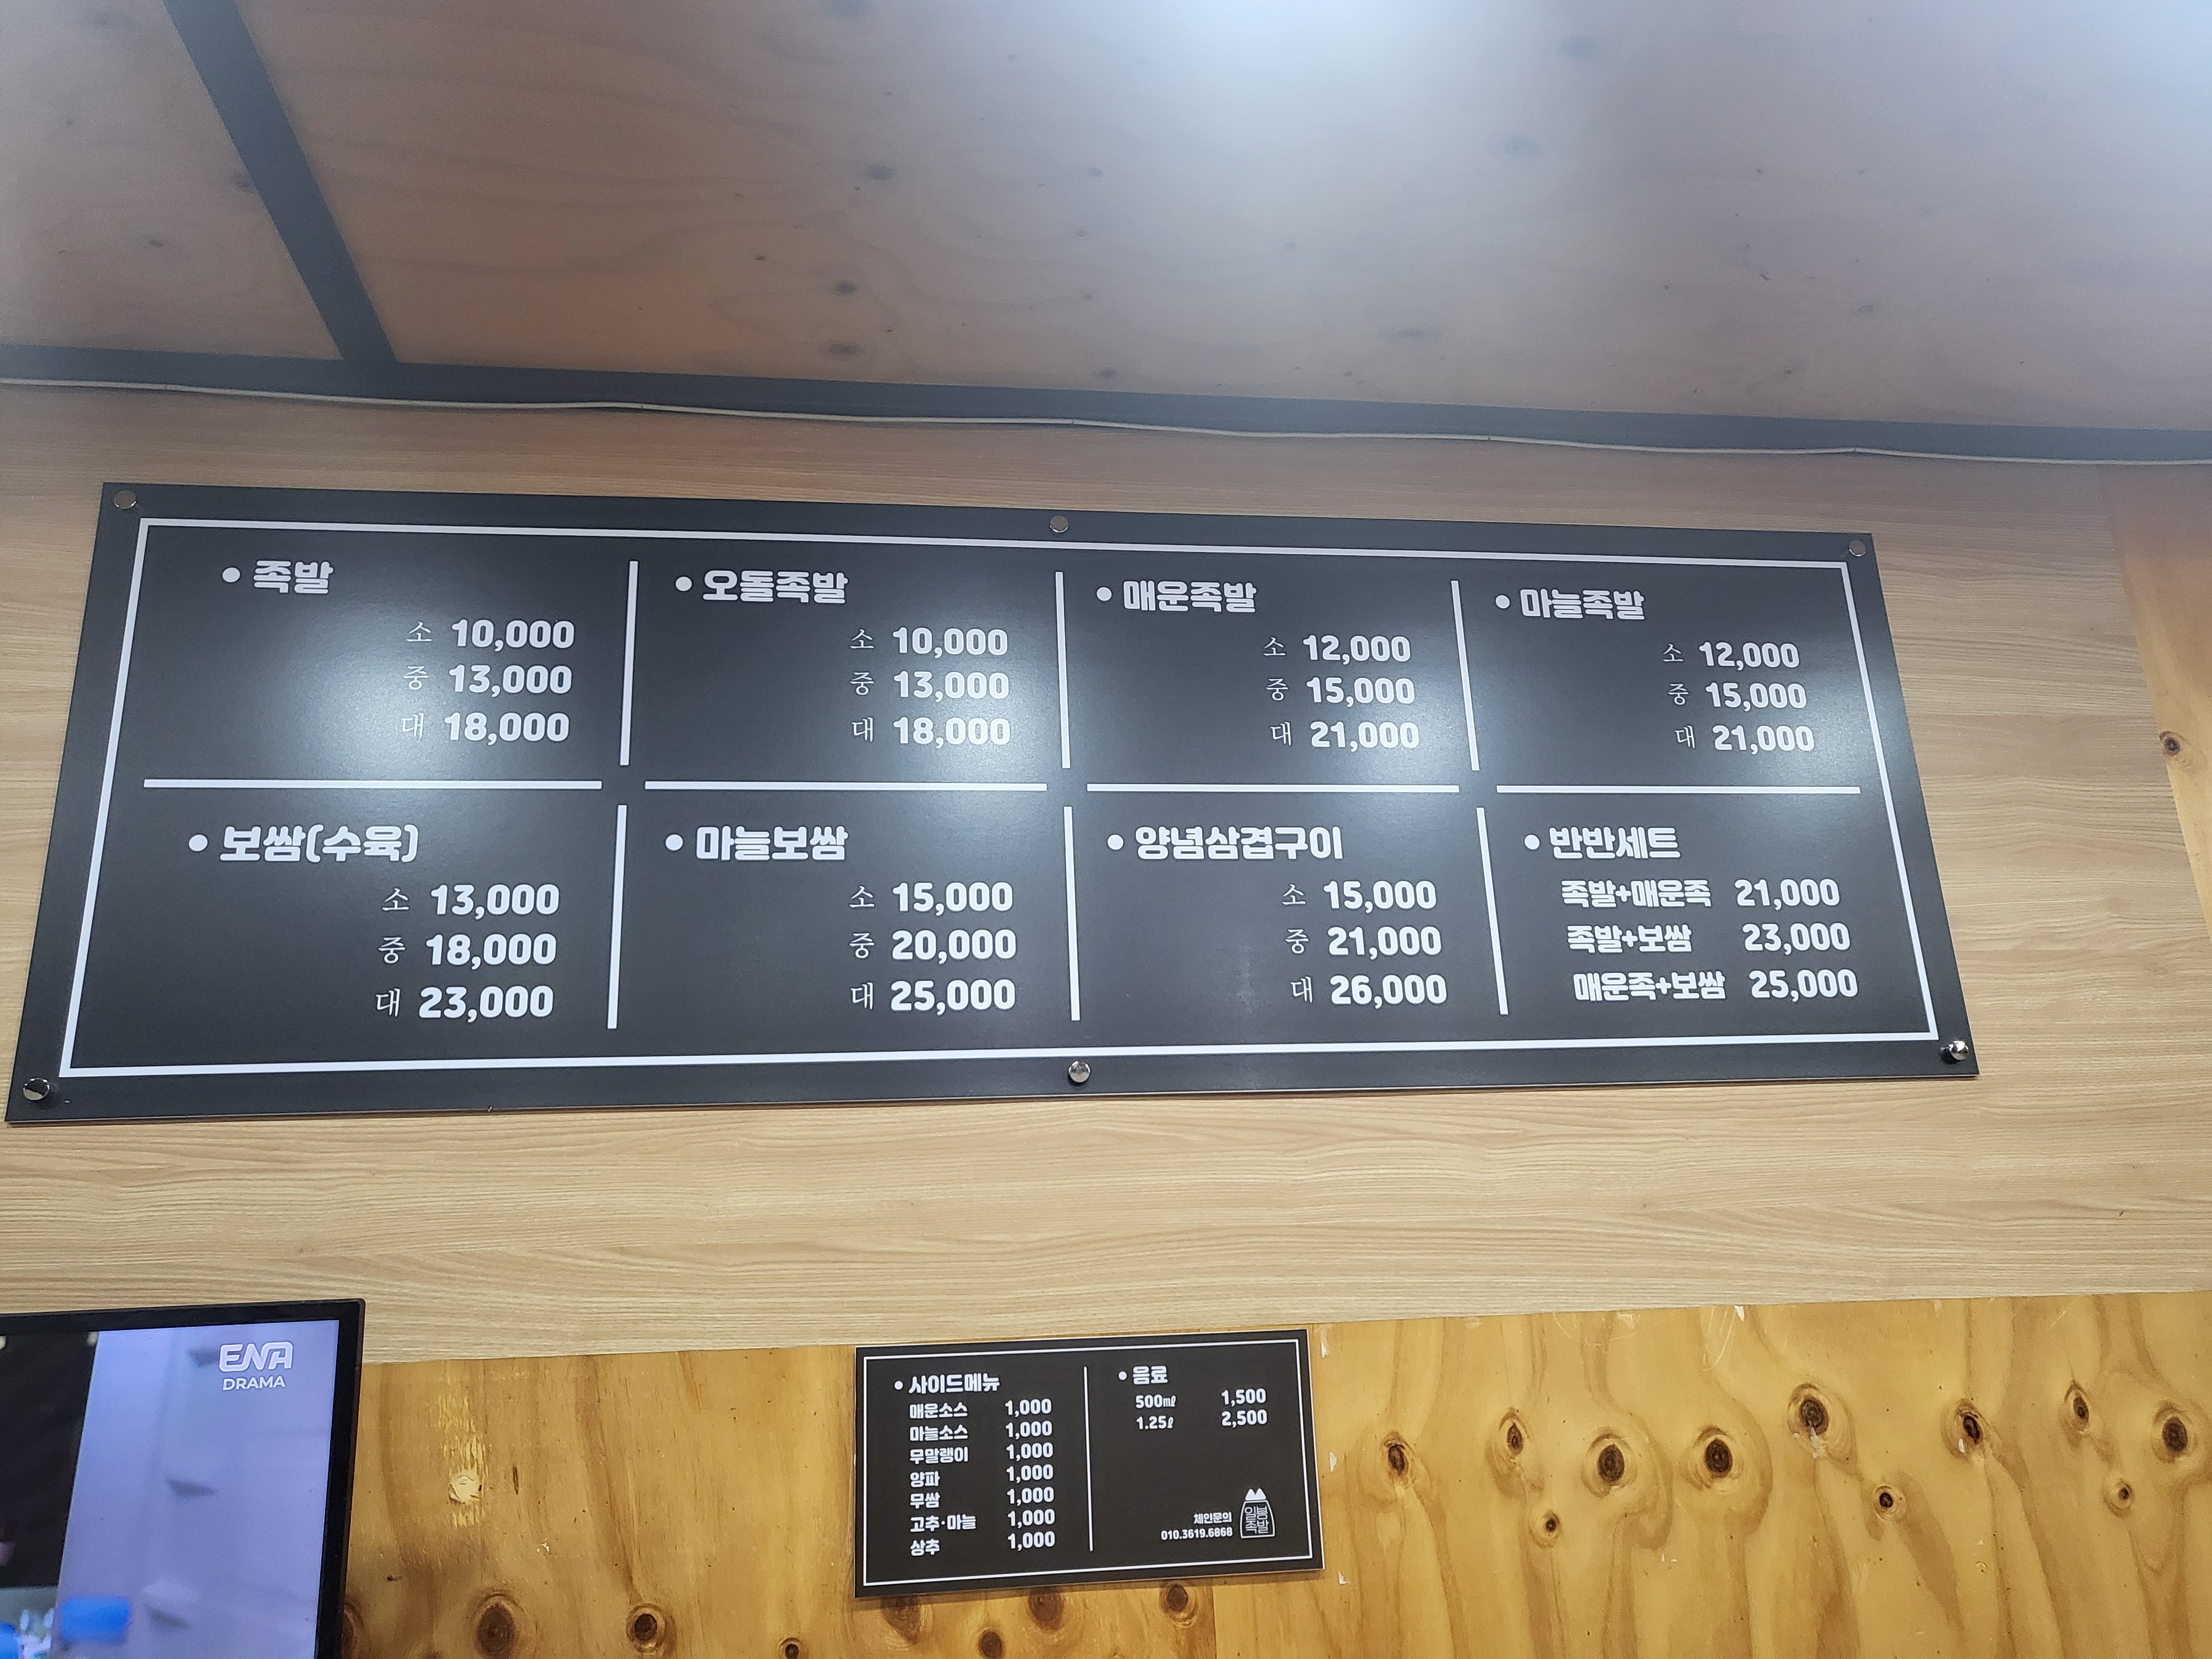 • 족발
소 10,000
중 13,000
대 18,000
• 오돌족발
소 10,000
중 13,000
대 18,000
• 매운족발
소 12,000
중 15,000
대 21,000
• 마늘족발
소 12,000
중 15,000
대 21,000
• 보쌈(수육)
소 13,000
중 18,000
대 23,000
• 마늘보쌈
소 15,000
중 20,000
대 25,000
• 양념삼겹구이
소 15,000
중 21,000
대 26,000
• 반반세트
족발+매운족 21,000
족발+보쌈 23,000
매운족+보쌈 25,000
ENA
DRAMA
• 사이드메뉴
매운소스 1,000
마늘소스 1,000
무말랭이 1,000
양파 1,000
무쌈 1,000
고추·마늘 1,000
상추 1,000
• 음료
500㎖ 1,500
1.25ℓ 2,500
체인문의
010.3619.6868
일봉
족발